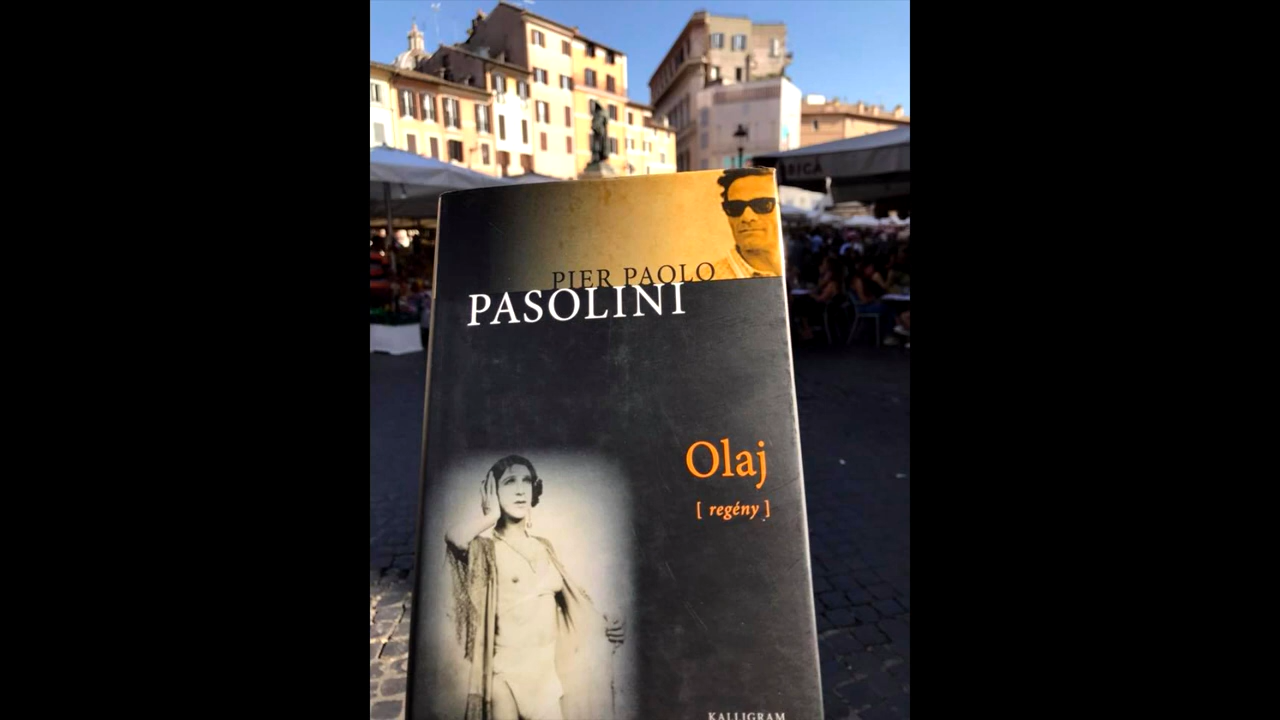 PIER PAOLO
PASOLINI
Olaj
[ regény ]
KALLIGRAM